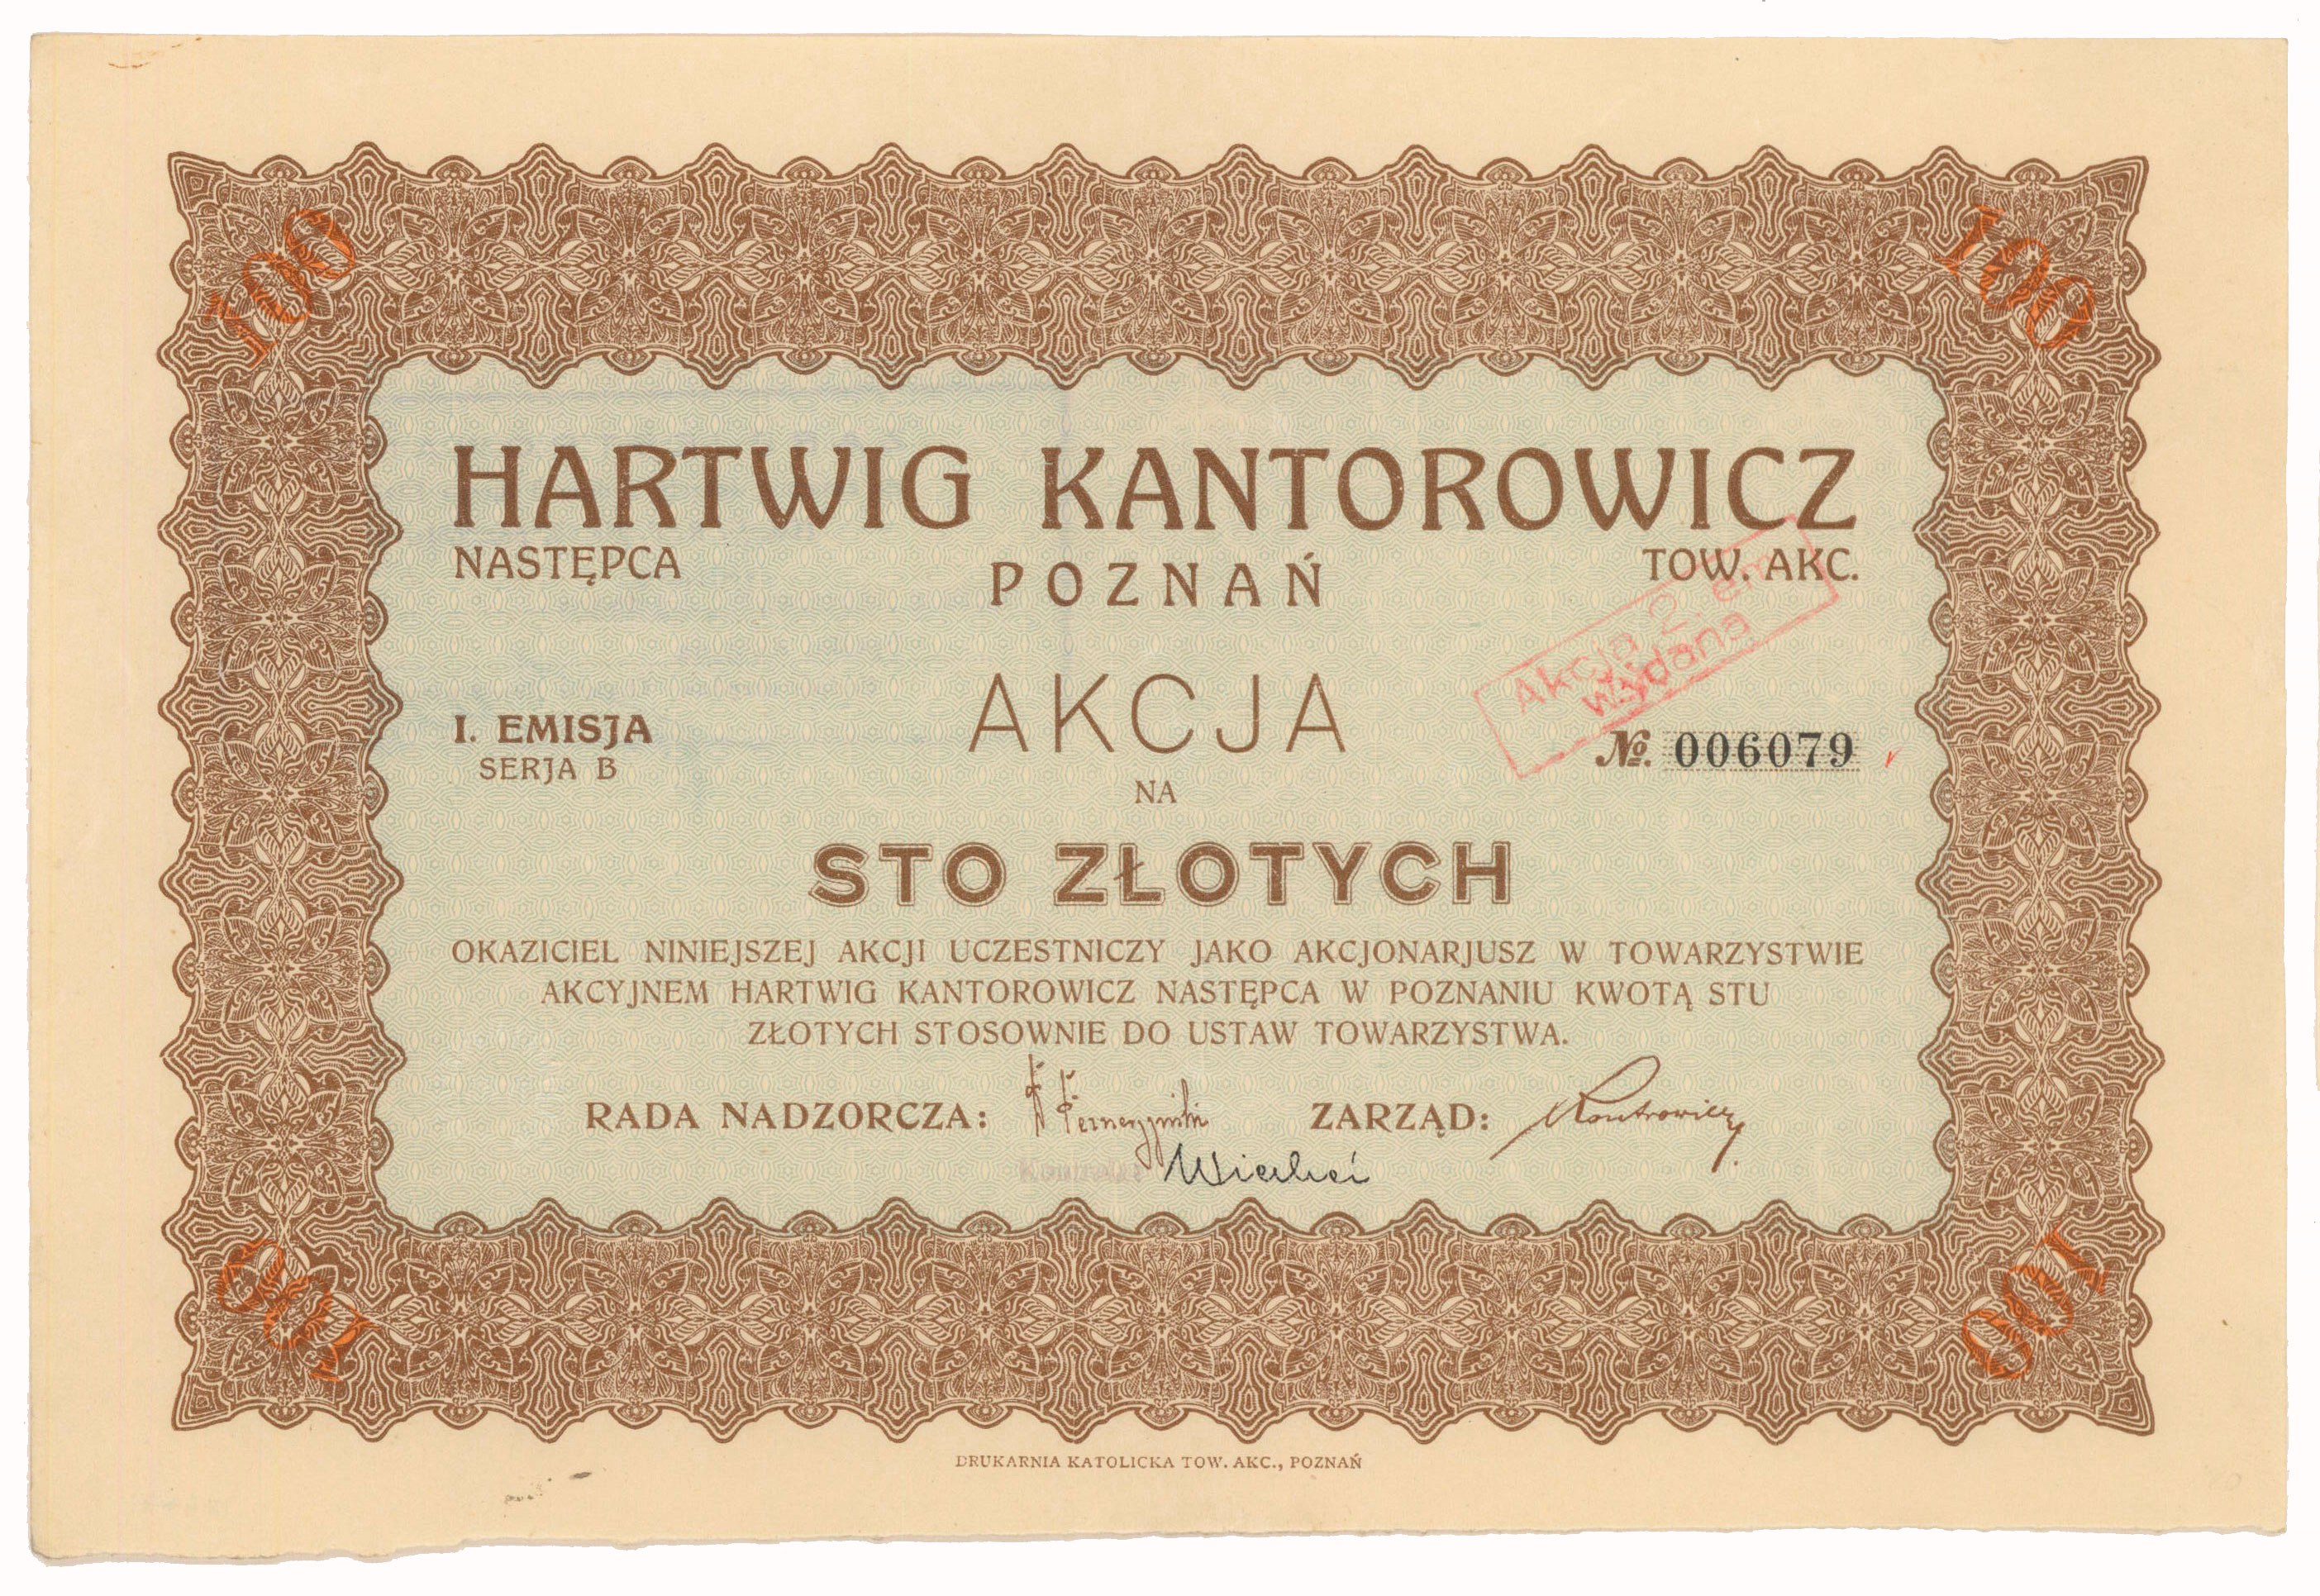 100
100
HARTWIG KANTOROWICZ
NASTĘPCA
POZNAŃ
TOW. AKC.
Akcja 2. em.
wydana
I. EMISJA
SERJA B
AKCJA
№. 006079
NA
STO ZŁOTYCH
OKAZICIEL NINIEJSZEJ AKCJI UCZESTNICZY JAKO AKCJONARJUSZ W TOWARZYSTWIE
AKCYJNEM HARTWIG KANTOROWICZ NASTĘPCA W POZNANIU KWOTĄ STU
ZŁOTYCH STOSOWNIE DO USTAW TOWARZYSTWA.
RADA NADZORCZA:
ZARZĄD:
100
100
DRUKARNIA KATOLICKA TOW. AKC., POZNAŃ